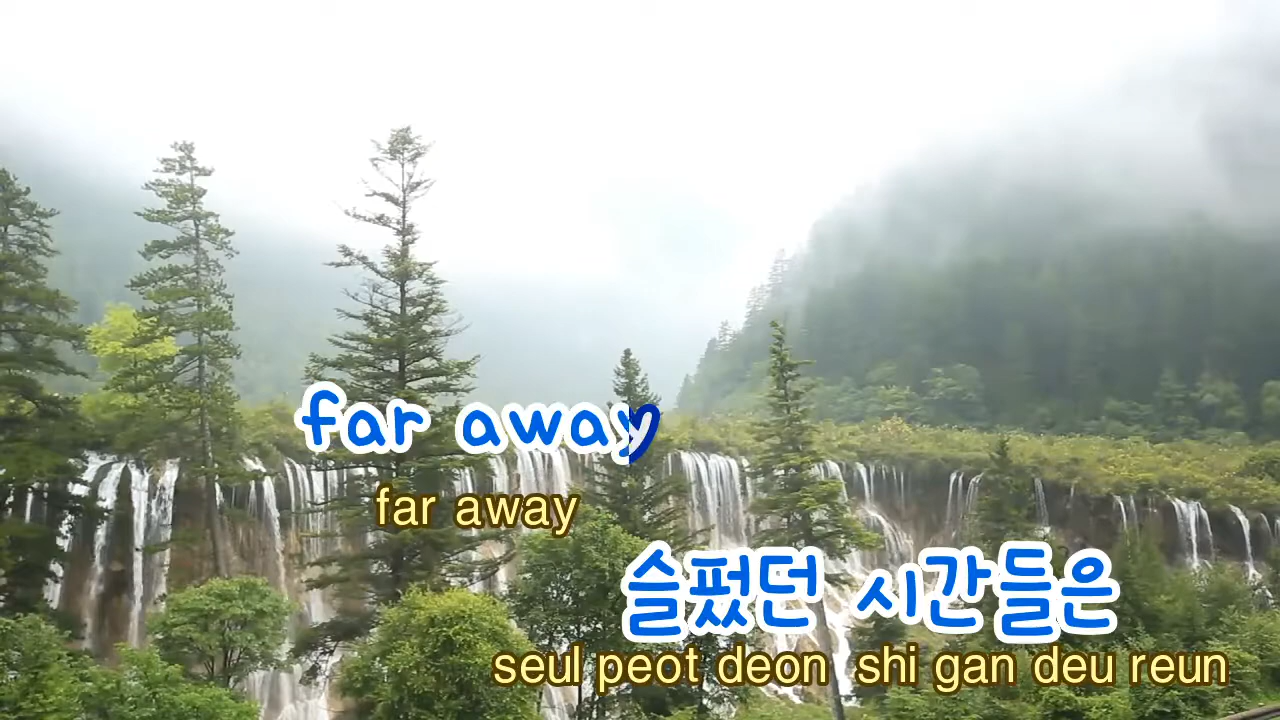 far away
far away
슬펐던 시간들은
seul peot deon shi gan deu reun